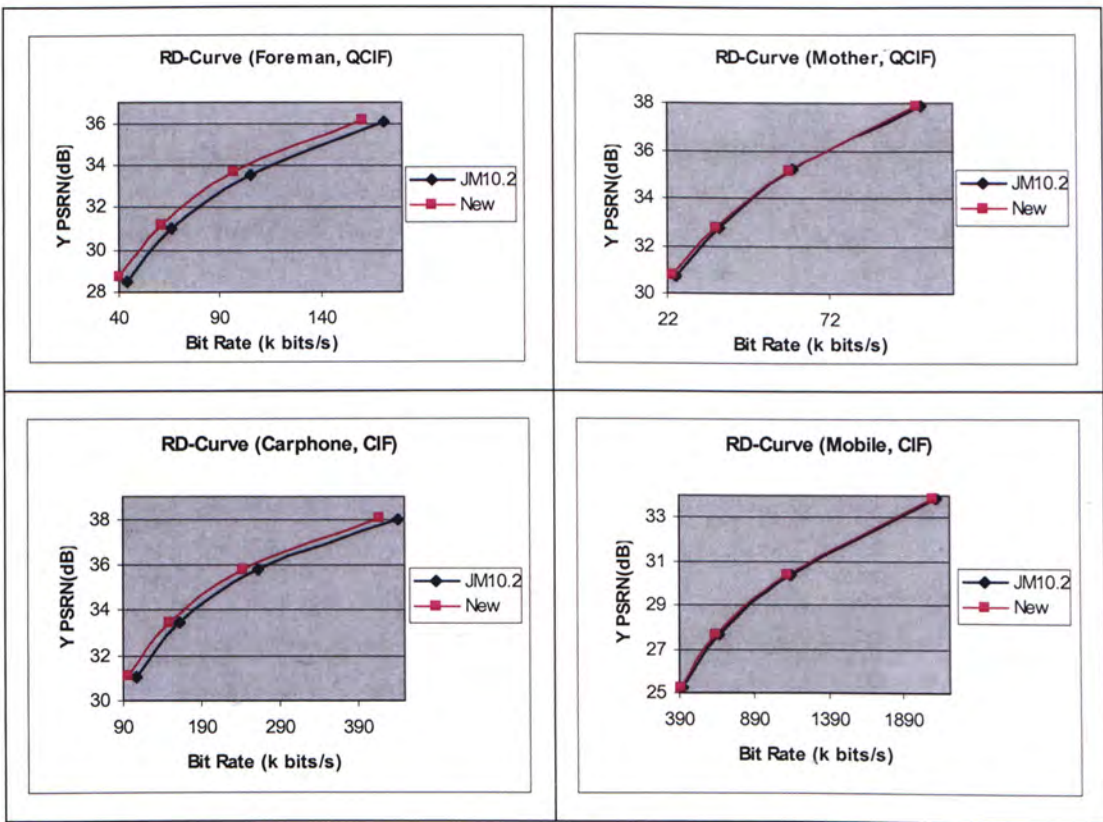 RD-Curve (Foreman, QCIF)
Y PSRN(dB)
36
34
32
30
28
40 90 140
Bit Rate (k bits/s)
JM10.2
New
RD-Curve (Mother, QCIF)
Y PSRN(dB)
38
36
34
32
30
22 72
Bit Rate (k bits/s)
JM10.2
New
RD-Curve (Carphone, CIF)
Y PSRN(dB)
38
36
34
32
30
90 190 290 390
Bit Rate (k bits/s)
JM10.2
New
RD-Curve (Mobile, CIF)
Y PSRN(dB)
33
31
29
27
25
390 890 1390 1890
Bit Rate (k bits/s)
JM10.2
New